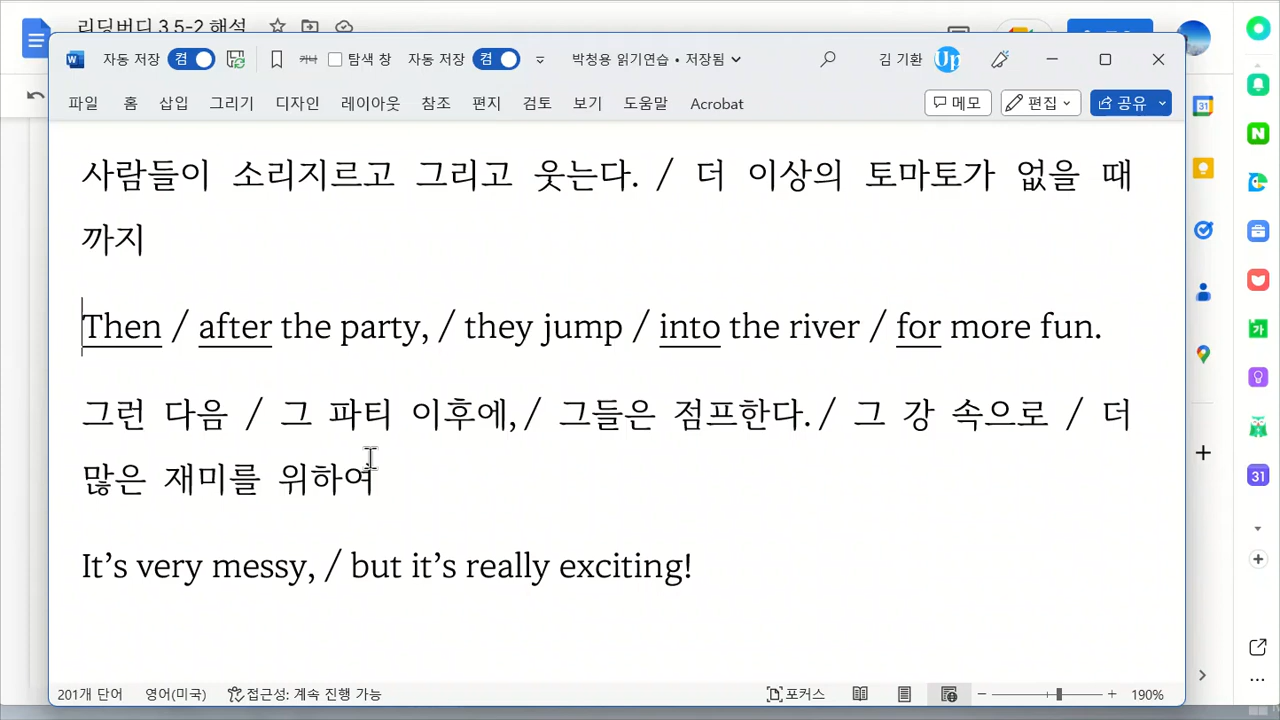 리딩버디 3.5-2 해설
자동 저장 켬 가나 탐색 창 자동 저장 켬 박청용 읽기연습 • 저장됨 김 기환 Up
파일 홈 삽입 그리기 디자인 레이아웃 참조 편지 검토 보기 도움말 Acrobat 메모 편집 공유
사람들이 소리지르고 그리고 웃는다. / 더 이상의 토마토가 없을 때
까지
Then / after the party, / they jump / into the river / for more fun.
그런 다음 / 그 파티 이후에, / 그들은 점프한다. / 그 강 속으로 / 더
많은 재미를 위하여
It’s very messy, / but it’s really exciting!
201개 단어 영어(미국) 접근성: 계속 진행 가능 포커스 190%
31
N
가
31